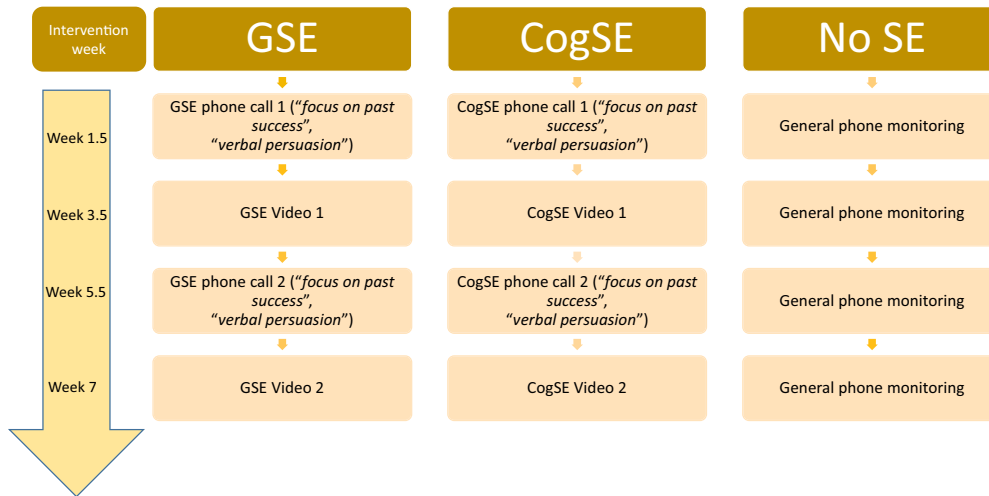 Intervention
week
GSE
CogSE
No SE
Week 1.5
GSE phone call 1 (“focus on past
success”,
“verbal persuasion”)
CogSE phone call 1 (“focus on past
success”,
“verbal persuasion”)
General phone monitoring
Week 3.5
GSE Video 1
CogSE Video 1
General phone monitoring
Week 5.5
GSE phone call 2 (“focus on past
success”,
“verbal persuasion”)
CogSE phone call 2 (“focus on past
success”,
“verbal persuasion”)
General phone monitoring
Week 7
GSE Video 2
CogSE Video 2
General phone monitoring